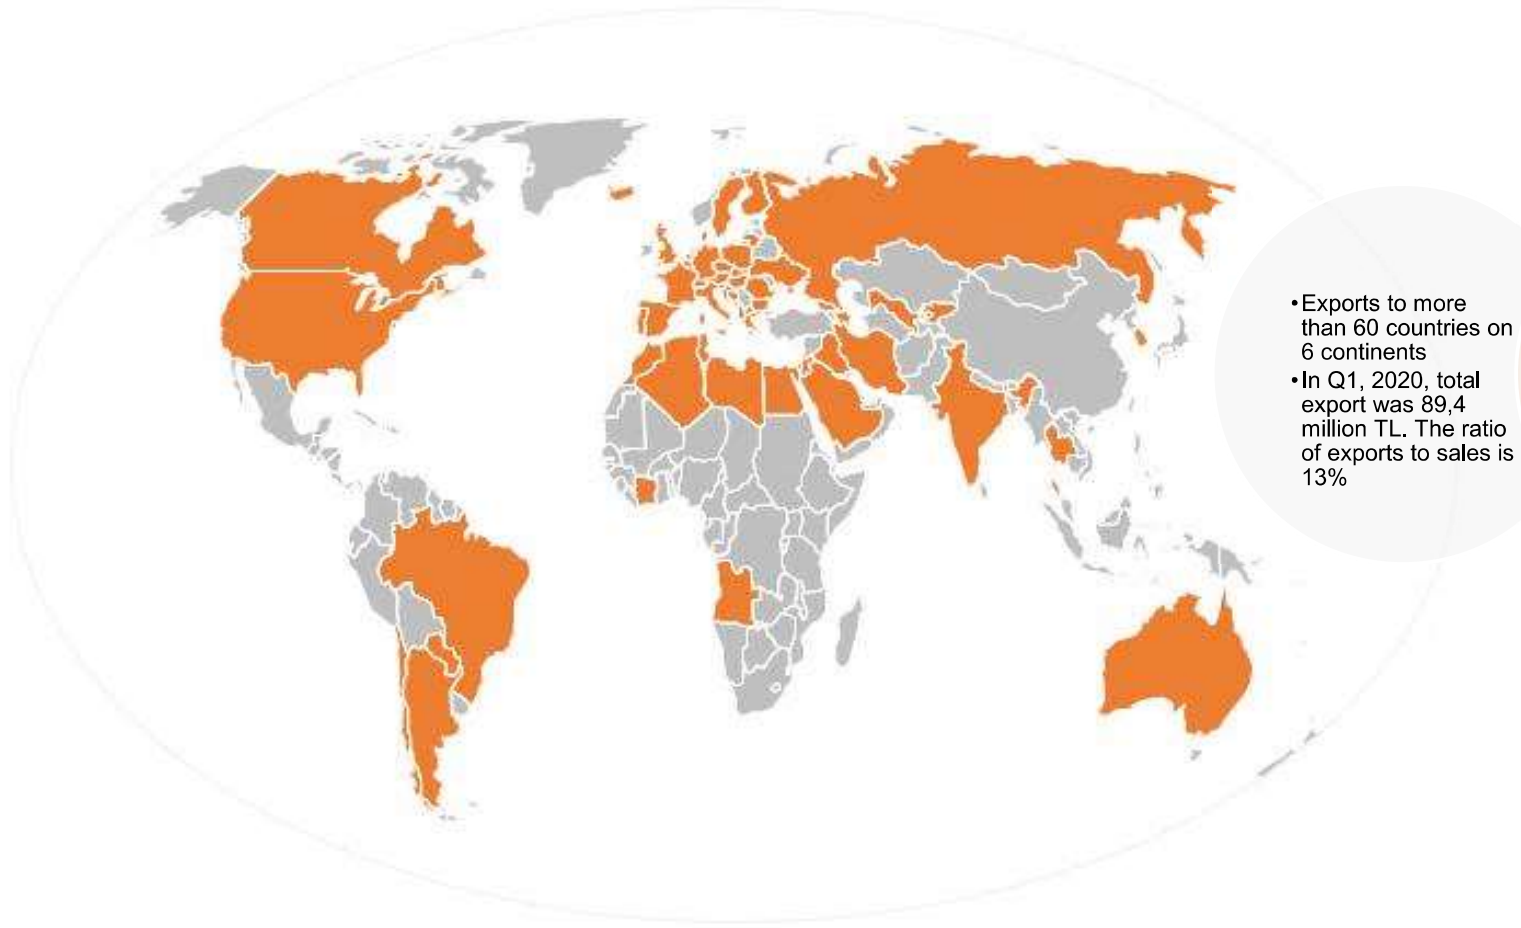 •Exports to more
than 60 countries on
6 continents
•In Q1, 2020, total
export was 89,4
million TL. The ratio
of exports to sales is
13%